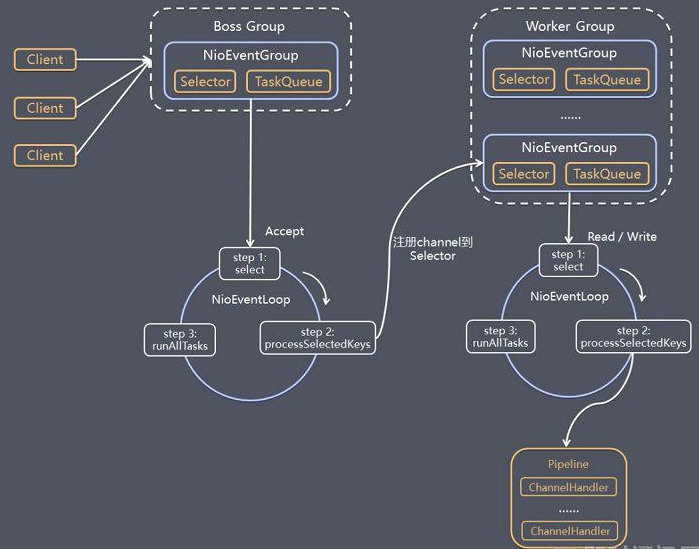 Boss Group
NioEventGroup
Selector
TaskQueue
Client
Client
Client
Accept
step 1:
select
NioEventLoop
step 3:
runAllTasks
step 2:
processSelectedKeys
注册channel到
Selector
Worker Group
NioEventGroup
Selector
TaskQueue
......
NioEventGroup
Selector
TaskQueue
Read / Write
step 1:
select
NioEventLoop
step 3:
runAllTasks
step 2:
processSelectedKeys
Pipeline
ChannelHandler
......
ChannelHandler